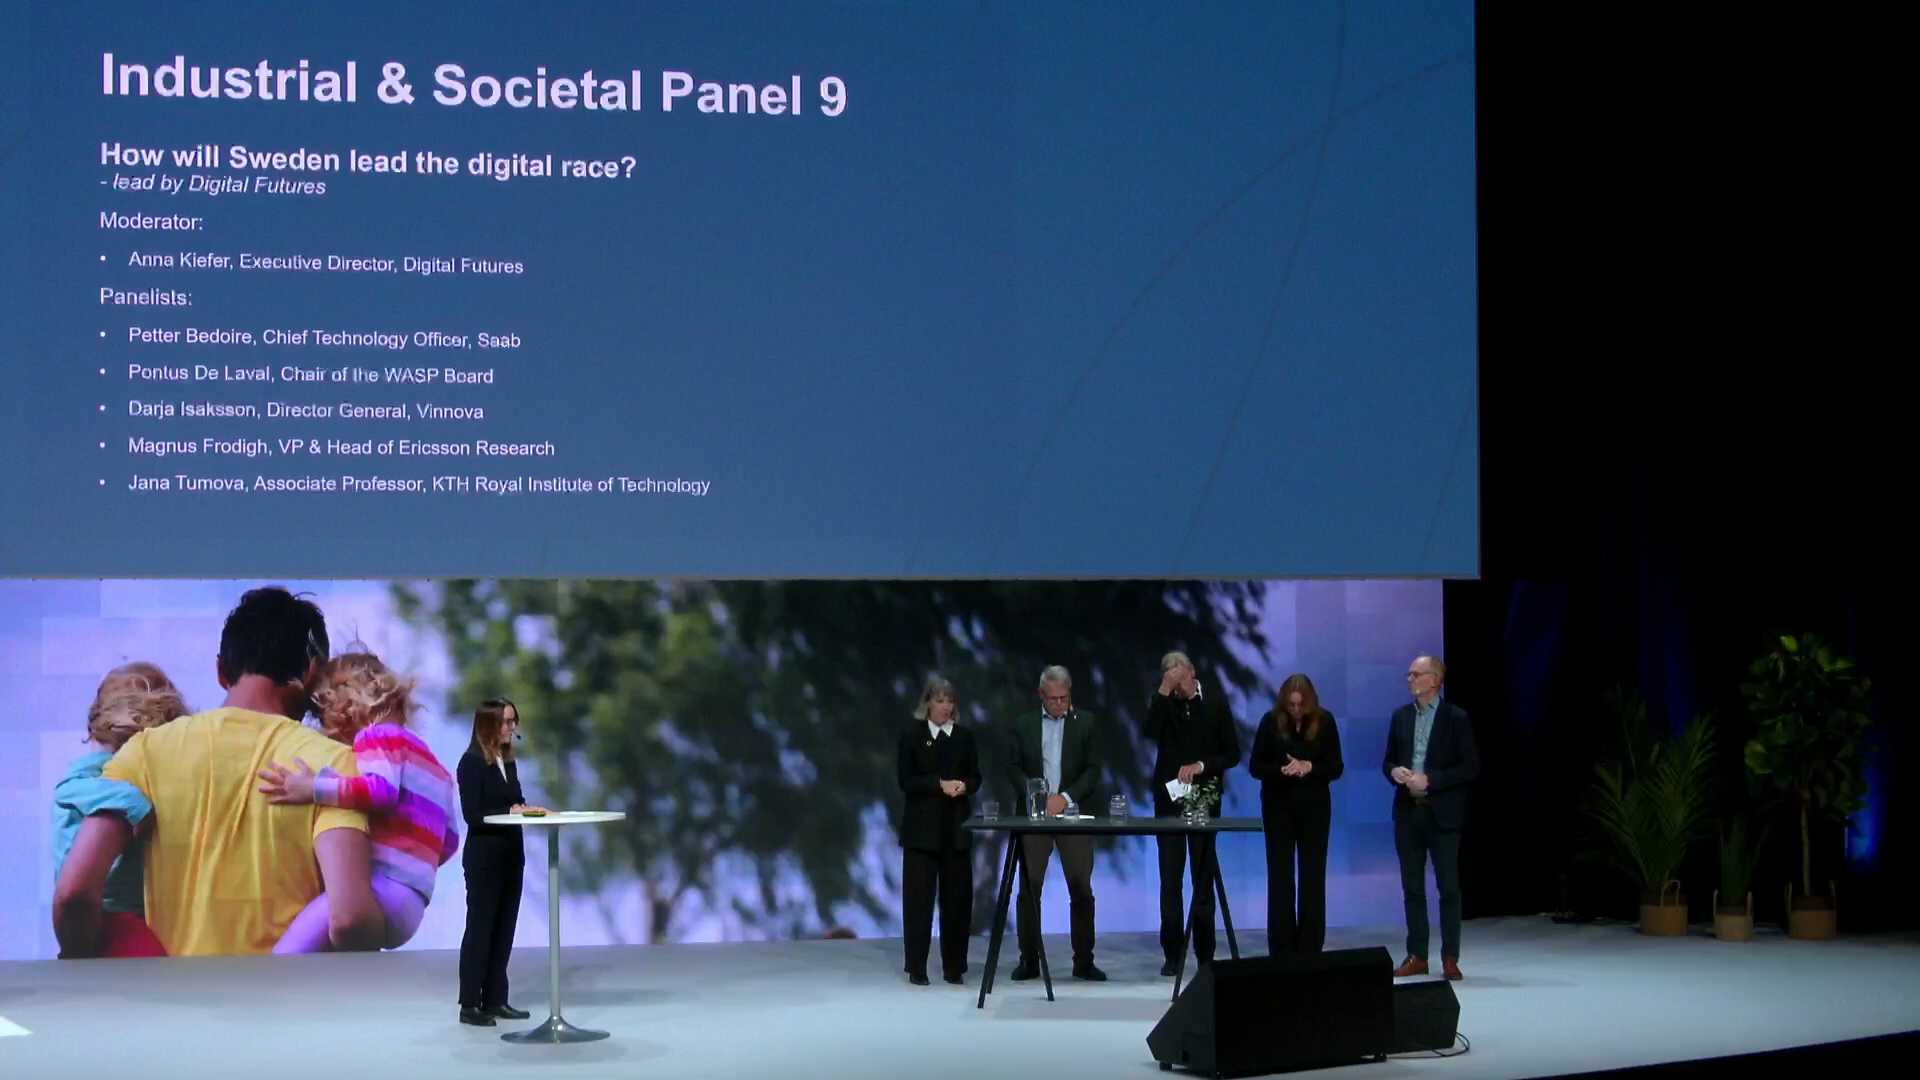 Industrial & Societal Panel 9
How will Sweden lead the digital race?
- lead by Digital Futures
Moderator:
• Anna Kiefer, Executive Director, Digital Futures
Panelists:
• Petter Bedoire, Chief Technology Officer, Saab
• Pontus De Laval, Chair of the WASP Board
• Darja Isaksson, Director General, Vinnova
• Magnus Frodigh, VP & Head of Ericsson Research
• Jana Tumova, Associate Professor, KTH Royal Institute of Technology